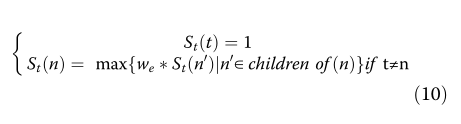 S_t(t) = 1
S_t(n) = max{w_e * S_t(n′)|n′∈ children of(n)}if t≠n
(10)